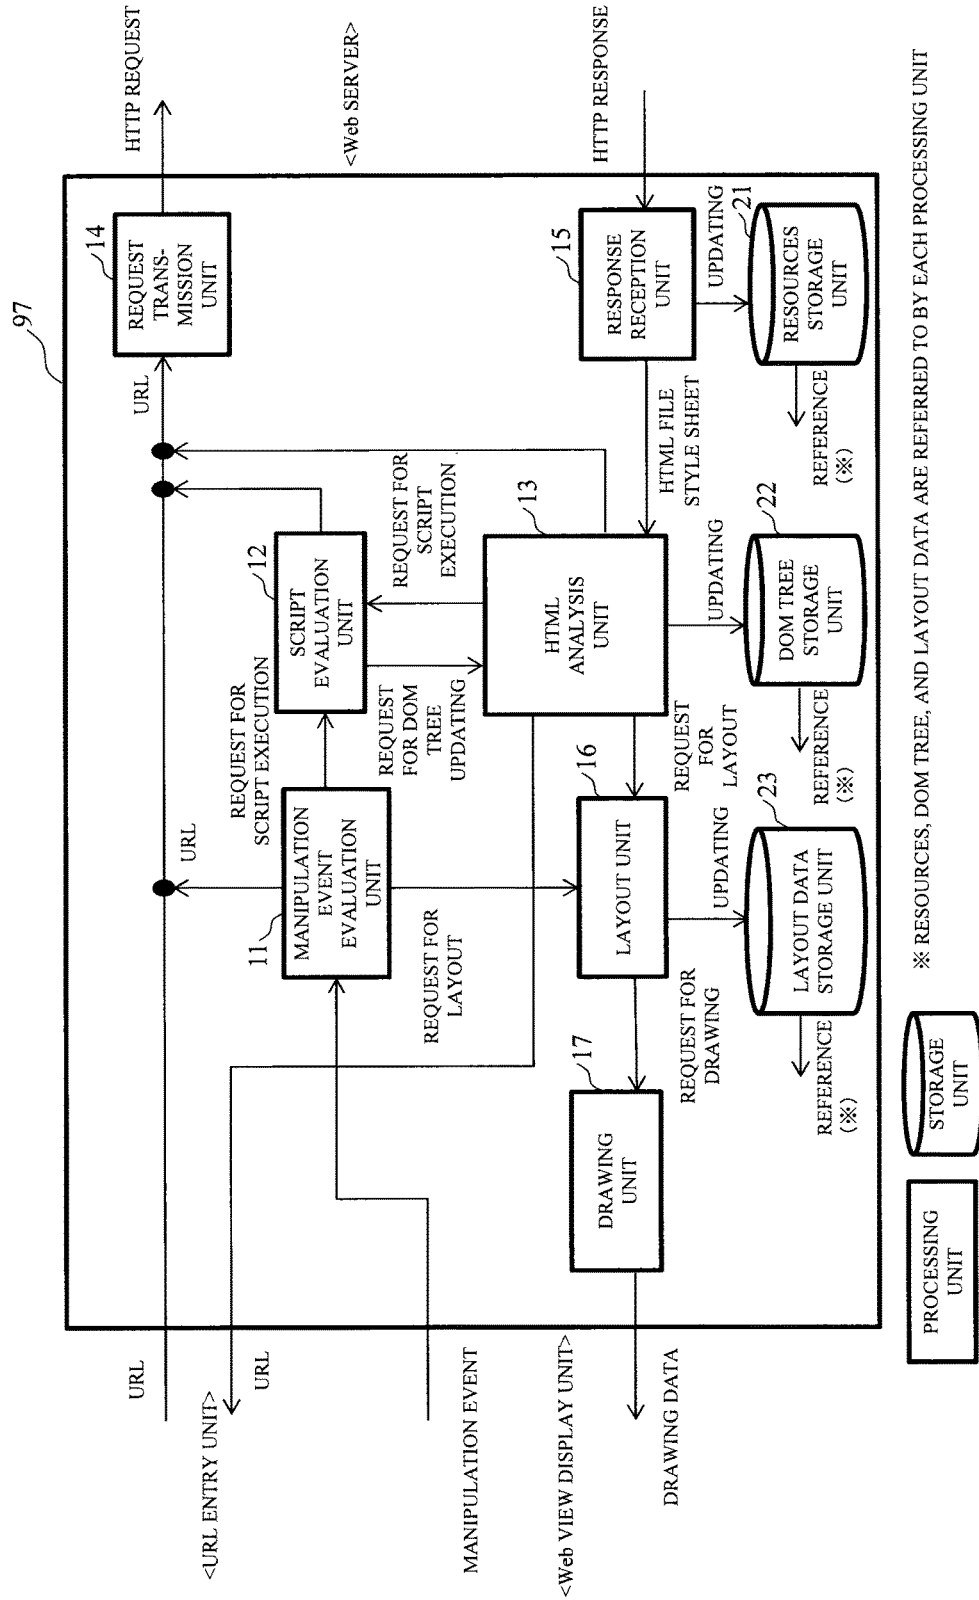 97
HTTP REQUEST
<Web SERVER>
HTTP RESPONSE
14
REQUEST
TRANS-
MISSION
UNIT
URL
URL
URL
<URL ENTRY UNIT>
URL
MANIPULATION EVENT
<Web VIEW DISPLAY UNIT>
DRAWING DATA
11
MANIPULATION
EVENT
EVALUATION
UNIT
REQUEST FOR
SCRIPT EXECUTION
12
SCRIPT
EVALUATION
UNIT
REQUEST FOR
SCRIPT
EXECUTION
REQUEST
FOR DOM
TREE
UPDATING
REQUEST FOR
LAYOUT
13
HTML
ANALYSIS
UNIT
HTML FILE
STYLE SHEET
15
RESPONSE
RECEPTION
UNIT
REQUEST
FOR
LAYOUT
16
LAYOUT UNIT
REQUEST FOR
DRAWING
17
DRAWING
UNIT
UPDATING
23
LAYOUT DATA
STORAGE UNIT
REFERENCE
(※)
UPDATING
22
DOM TREE
STORAGE
UNIT
REFERENCE
(※)
UPDATING
21
RESOURCES
STORAGE
UNIT
REFERENCE
(※)
PROCESSING
UNIT
STORAGE
UNIT
※ RESOURCES, DOM TREE, AND LAYOUT DATA ARE REFERRED TO BY EACH PROCESSING UNIT